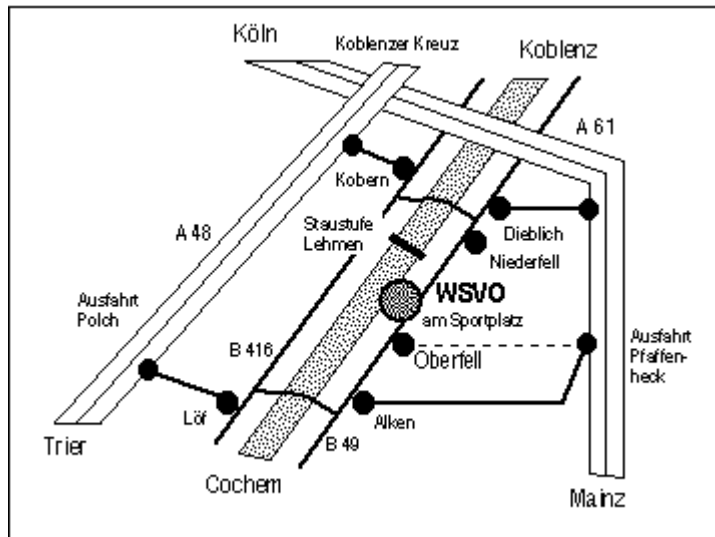 Köln
Koblenzer Kreuz
Koblenz
A 61
Kobern
A 48
Staustufe
Lehmen
Dieblich
Niederfell
WSVO
am Sportplatz
Ausfahrt
Polch
B 416
Oberfell
Ausfahrt
Pfaffen-
heck
Löf
Alken
Trier
B 49
Cochem
Mainz